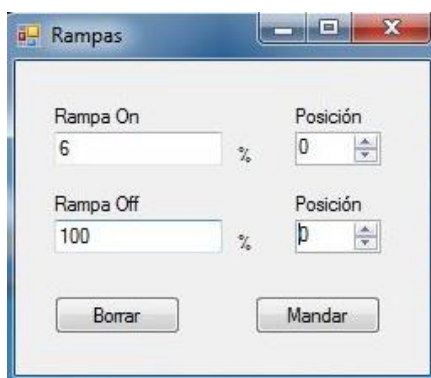 Rampas
Rampa On Posición
6 % 0
Rampa Off Posición
100 % 0
Borrar Mandar